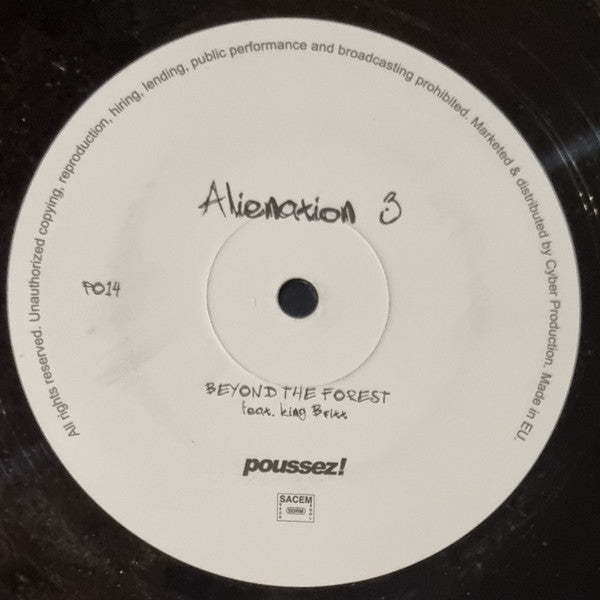 All rights reserved. Unauthorized copying, reproduction, hiring, lending, public performance and broadcasting prohibited. Marketed & distributed by Cyber Production. Made in EU.
Alienation 3
PO14
BEYOND THE FOREST
feat. King Britt
poussez!
SACEM
SDRM